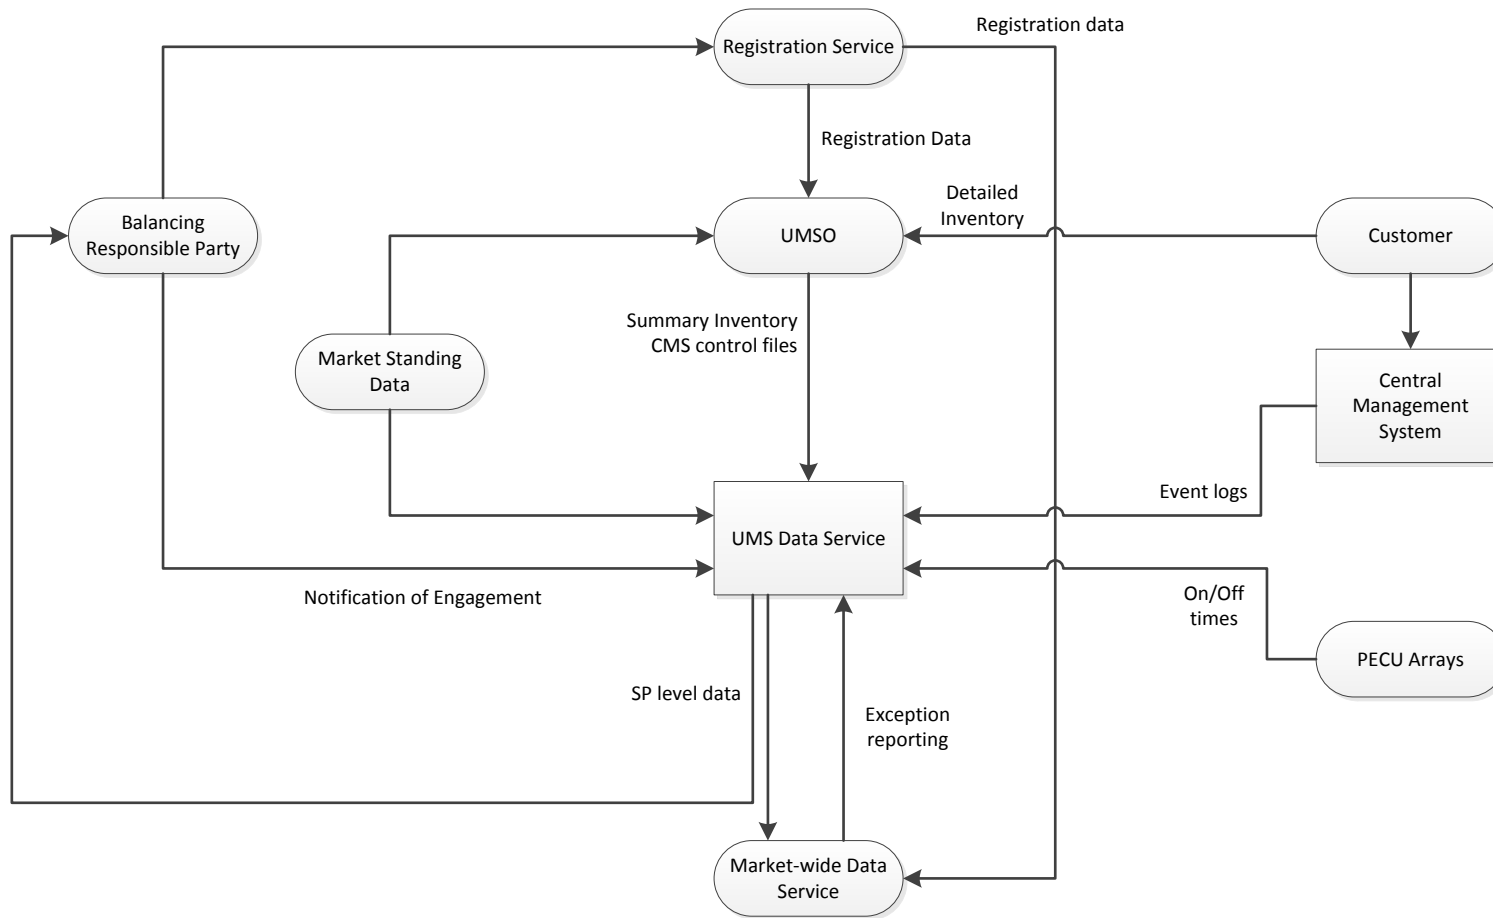 Registration data
Registration Service
Registration Data
Detailed
Inventory
Balancing
Responsible Party
UMSO
Customer
Summary Inventory
CMS control files
Market Standing
Data
Central
Management
System
Event logs
UMS Data Service
Notification of Engagement
On/Off
times
PECU Arrays
SP level data
Exception
reporting
Market-wide Data
Service